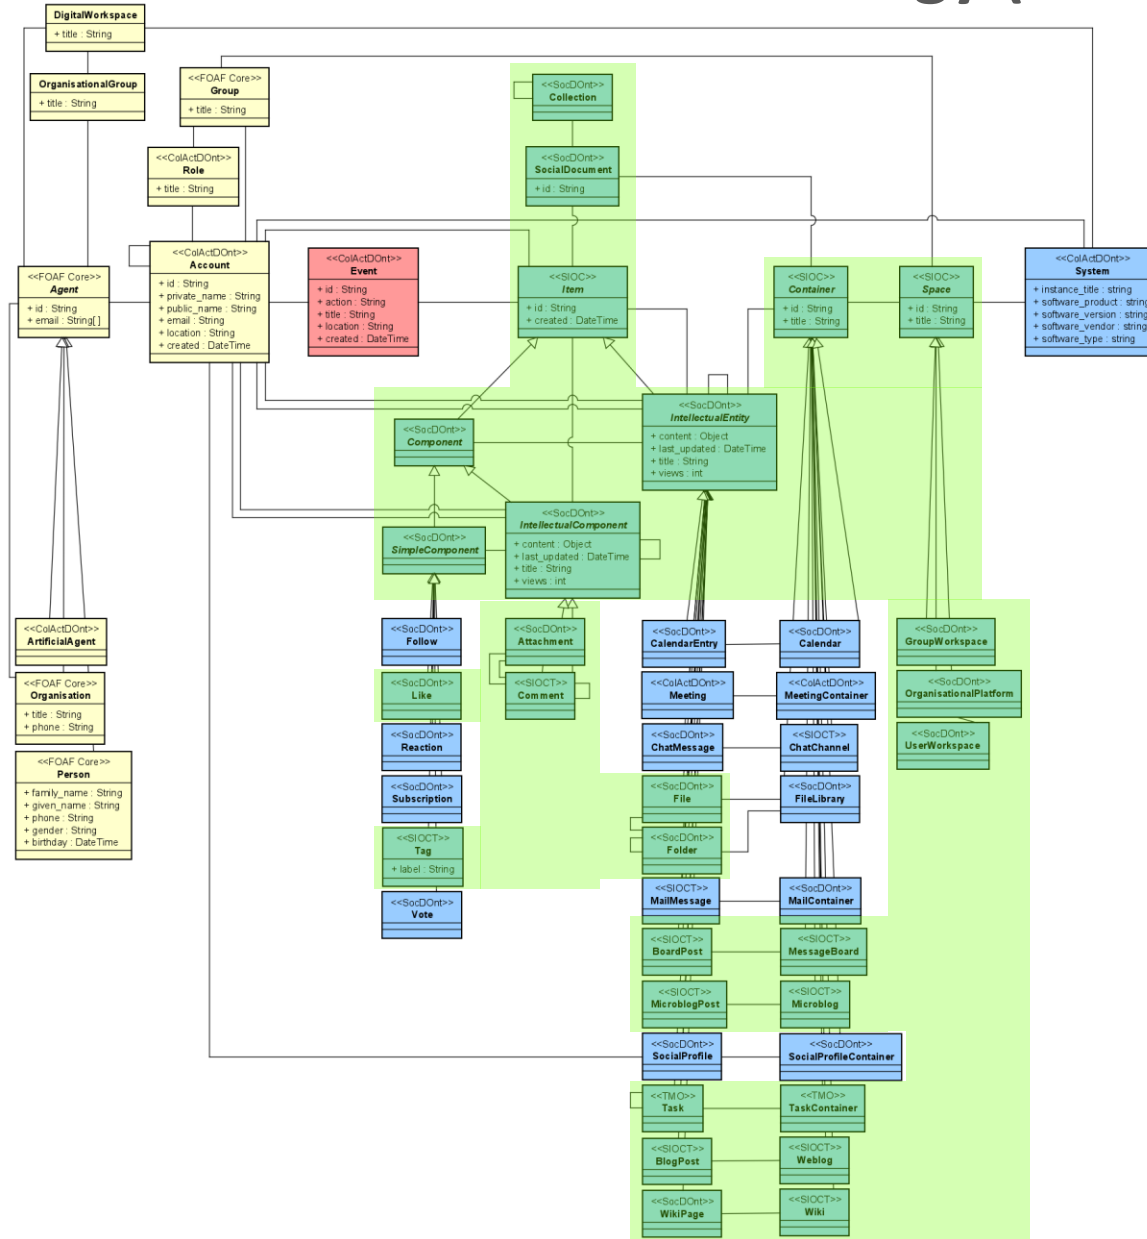 DigitalWorkspace
+ title : String
OrganisationalGroup
+ title : String
<<FOAF Core>>
Group
+ title : String
<<SocDOnt>>
Collection
<<ColActDOnt>>
Role
+ title : String
<<SocDOnt>>
SocialDocument
+ id : String
<<FOAF Core>>
Agent
+ id : String
+ email : String[ ]
<<ColActDOnt>>
Account
+ id : String
+ private_name : String
+ public_name : String
+ email : String
+ location : String
+ created : DateTime
<<ColActDOnt>>
Event
+ id : String
+ action : String
+ title : String
+ location : String
+ created : DateTime
<<SIOC>>
Item
+ id : String
+ created : DateTime
<<SIOC>>
Container
+ id : String
+ title : String
<<SIOC>>
Space
+ id : String
+ title : String
<<ColActDOnt>>
System
+ instance_title : string
+ software_product : string
+ software_version : string
+ software_vendor : string
+ software_type : string
<<SocDOnt>>
Component
<<SocDOnt>>
IntellectualEntity
+ content : Object
+ last_updated : DateTime
+ title : String
+ views : int
<<SocDOnt>>
SimpleComponent
<<SocDOnt>>
IntellectualComponent
+ content : Object
+ last_updated : DateTime
+ title : String
+ views : int
<<ColActDOnt>>
ArtificialAgent
<<FOAF Core>>
Organisation
+ title : String
+ phone : String
<<FOAF Core>>
Person
+ family_name : String
+ given_name : String
+ phone : String
+ gender : String
+ birthday : DateTime
<<SocDOnt>>
Follow
<<SocDOnt>>
Like
<<SocDOnt>>
Reaction
<<SocDOnt>>
Subscription
<<SIOCT>>
Tag
+ label : String
<<SocDOnt>>
Vote
<<SocDOnt>>
Attachment
<<SIOCT>>
Comment
<<SocDOnt>>
CalendarEntry
<<SocDOnt>>
Calendar
<<ColActDOnt>>
Meeting
<<ColActDOnt>>
MeetingContainer
<<SocDOnt>>
ChatMessage
<<SIOCT>>
ChatChannel
<<SocDOnt>>
File
<<SocDOnt>>
FileLibrary
<<SocDOnt>>
Folder
<<SIOCT>>
MailMessage
<<SocDOnt>>
MailContainer
<<SIOCT>>
BoardPost
<<SIOCT>>
MessageBoard
<<SIOCT>>
MicroblogPost
<<SIOCT>>
Microblog
<<SocDOnt>>
SocialProfile
<<SocDOnt>>
SocialProfileContainer
<<TMO>>
Task
<<TMO>>
TaskContainer
<<SIOCT>>
BlogPost
<<SIOCT>>
Weblog
<<SocDOnt>>
WikiPage
<<SIOCT>>
Wiki
<<SocDOnt>>
GroupWorkspace
<<SocDOnt>>
OrganisationalPlatform
<<SocDOnt>>
UserWorkspace